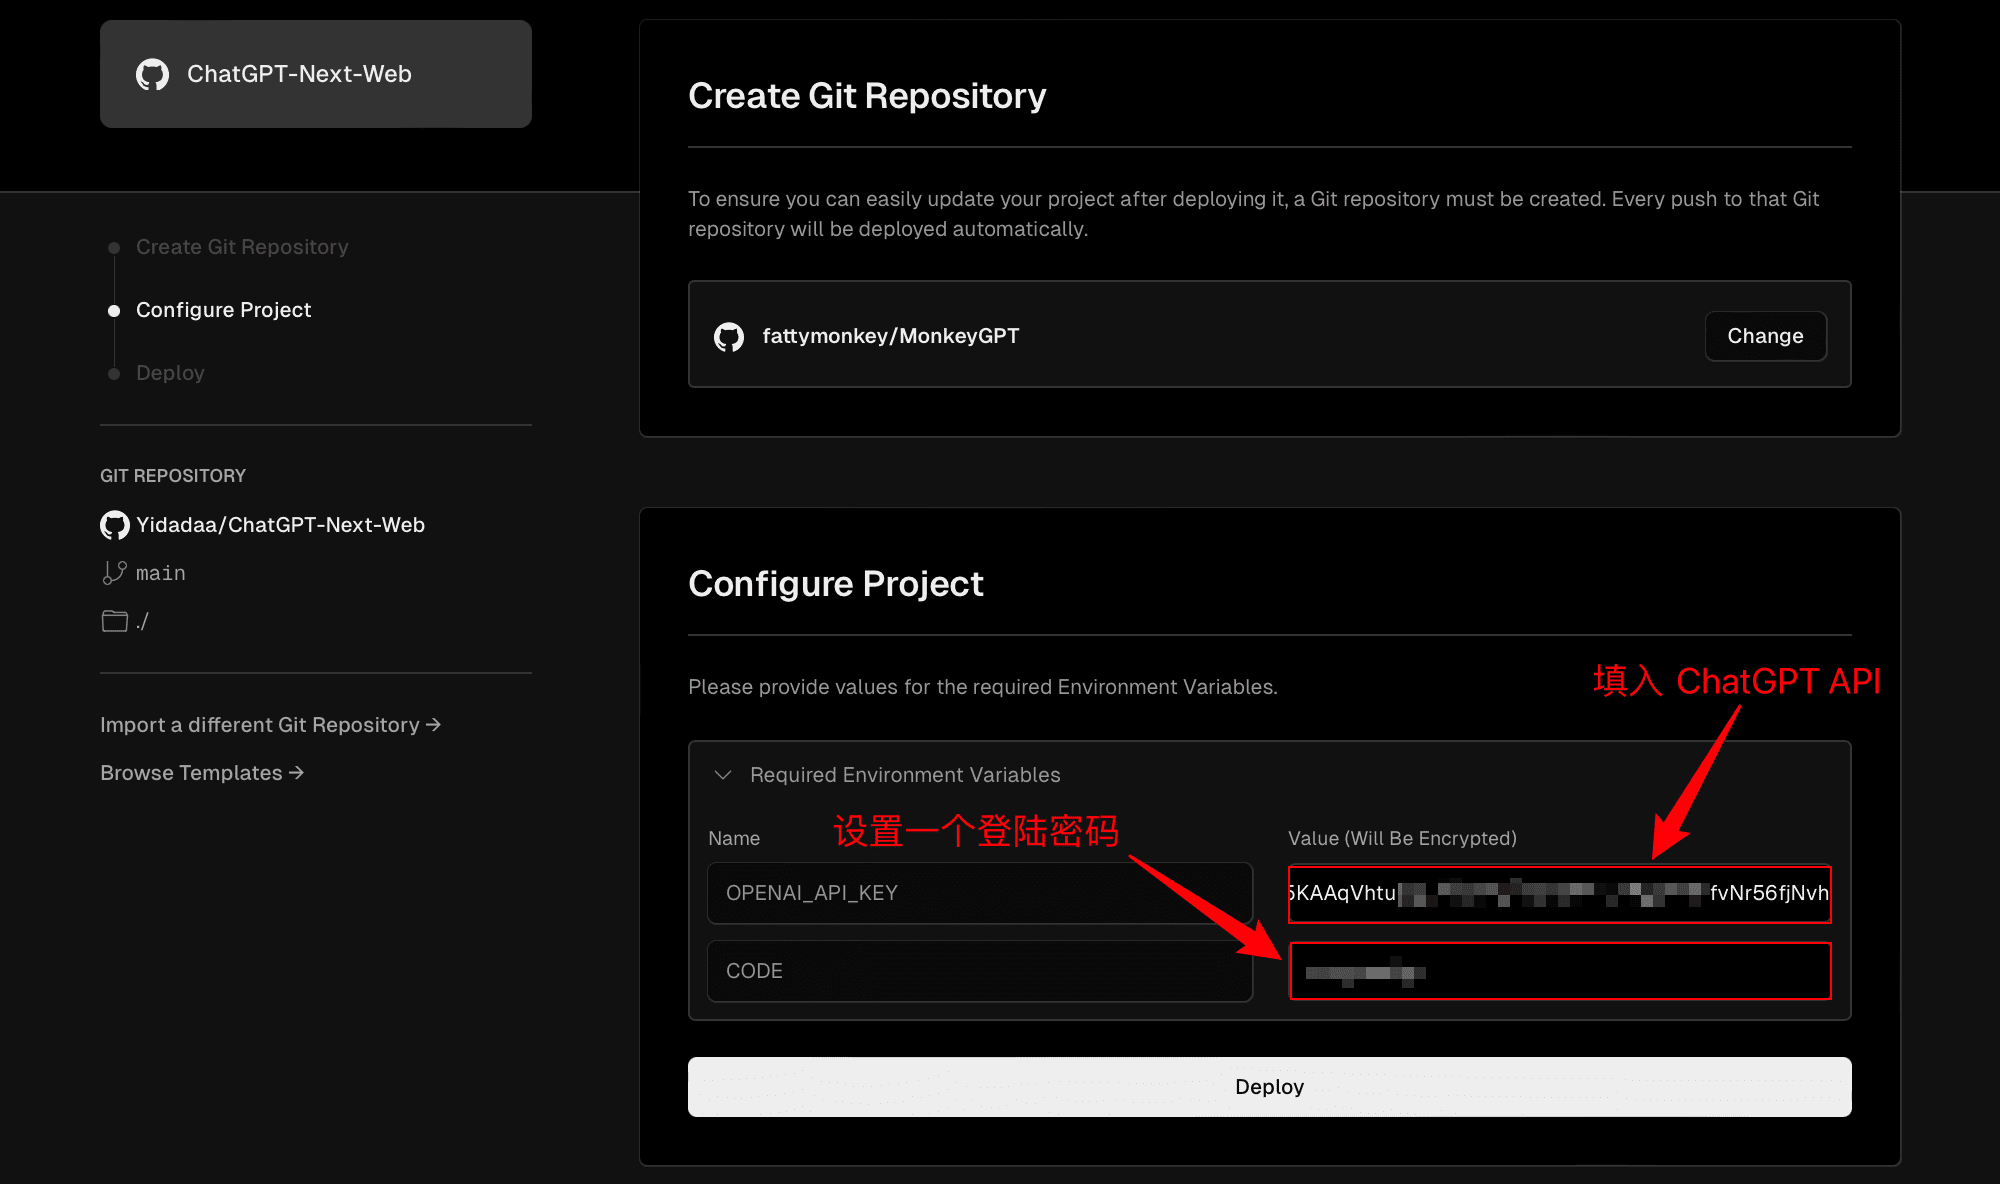 ChatGPT-Next-Web
Create Git Repository
Configure Project
Deploy
GIT REPOSITORY
Yidadaa/ChatGPT-Next-Web
main
./
Import a different Git Repository →
Browse Templates →
Create Git Repository
To ensure you can easily update your project after deploying it, a Git repository must be created. Every push to that Git
repository will be deployed automatically.
fattymonkey/MonkeyGPT
Change
Configure Project
Please provide values for the required Environment Variables.
填入 ChatGPT API
Required Environment Variables
设置一个登陆密码
Name
Value (Will Be Encrypted)
OPENAI_API_KEY
KAAqVhtu fvNr56fjNvh
CODE
Deploy